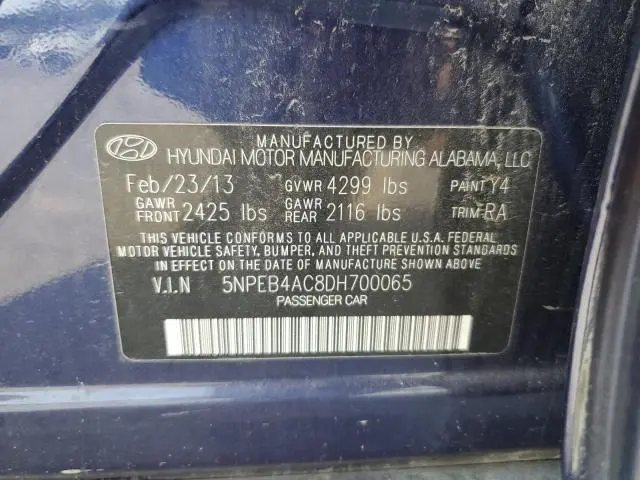 MANUFACTURED BY
HYUNDAI MOTOR MANUFACTURING ALABAMA, LLC
Feb/23/13 GVWR 4299 lbs PAINT Y4
GAWR FRONT 2425 lbs GAWR REAR 2116 lbs TRIM RA
THIS VEHICLE CONFORMS TO ALL APPLICABLE U.S.A. FEDERAL
MOTOR VEHICLE SAFETY, BUMPER, AND THEFT PREVENTION STANDARDS
IN EFFECT ON THE DATE OF MANUFACTURE SHOWN ABOVE
V.I.N 5NPEB4AC8DH700065
PASSENGER CAR